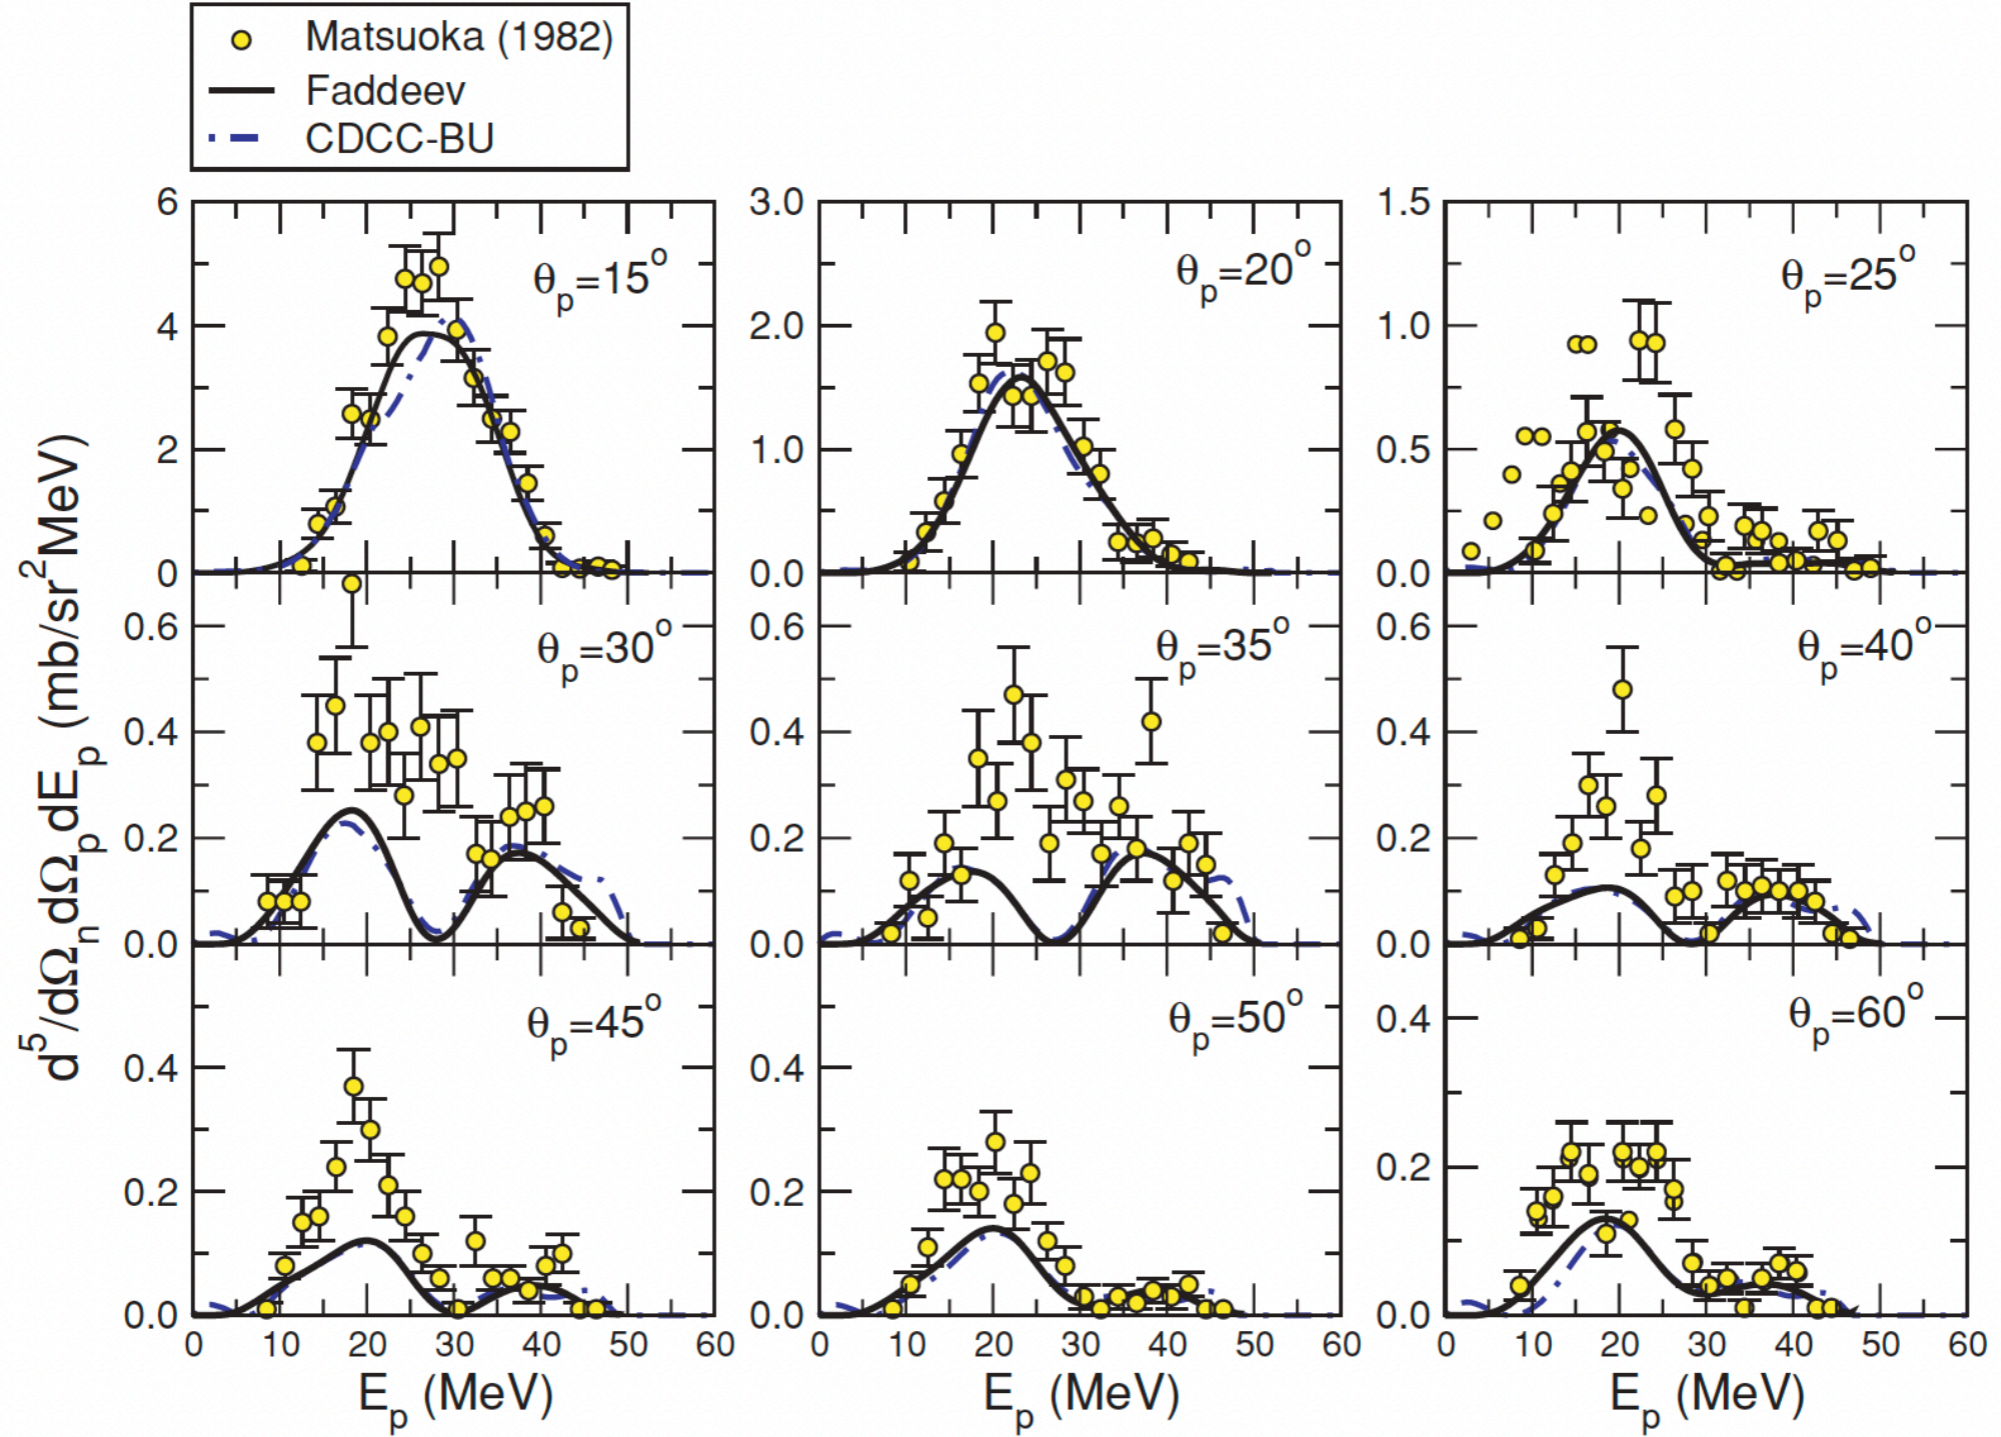 Matsuoka (1982)
Faddeev
CDCC-BU
d⁵/dΩₙdΩₚdEₚ (mb/sr²MeV)
6
4
2
0
θₚ=15°
3.0
2.0
1.0
0.0
θₚ=20°
1.5
1.0
0.5
0.0
θₚ=25°
0.6
0.4
0.2
0.0
θₚ=30°
0.6
0.4
0.2
0.0
θₚ=35°
0.6
0.4
0.2
0.0
θₚ=40°
0.4
0.2
0.0
θₚ=45°
0.4
0.2
0.0
θₚ=50°
0.4
0.2
0.0
θₚ=60°
0 10 20 30 40 50 60
0 10 20 30 40 50 60
0 10 20 30 40 50 60
Eₚ (MeV)
Eₚ (MeV)
Eₚ (MeV)